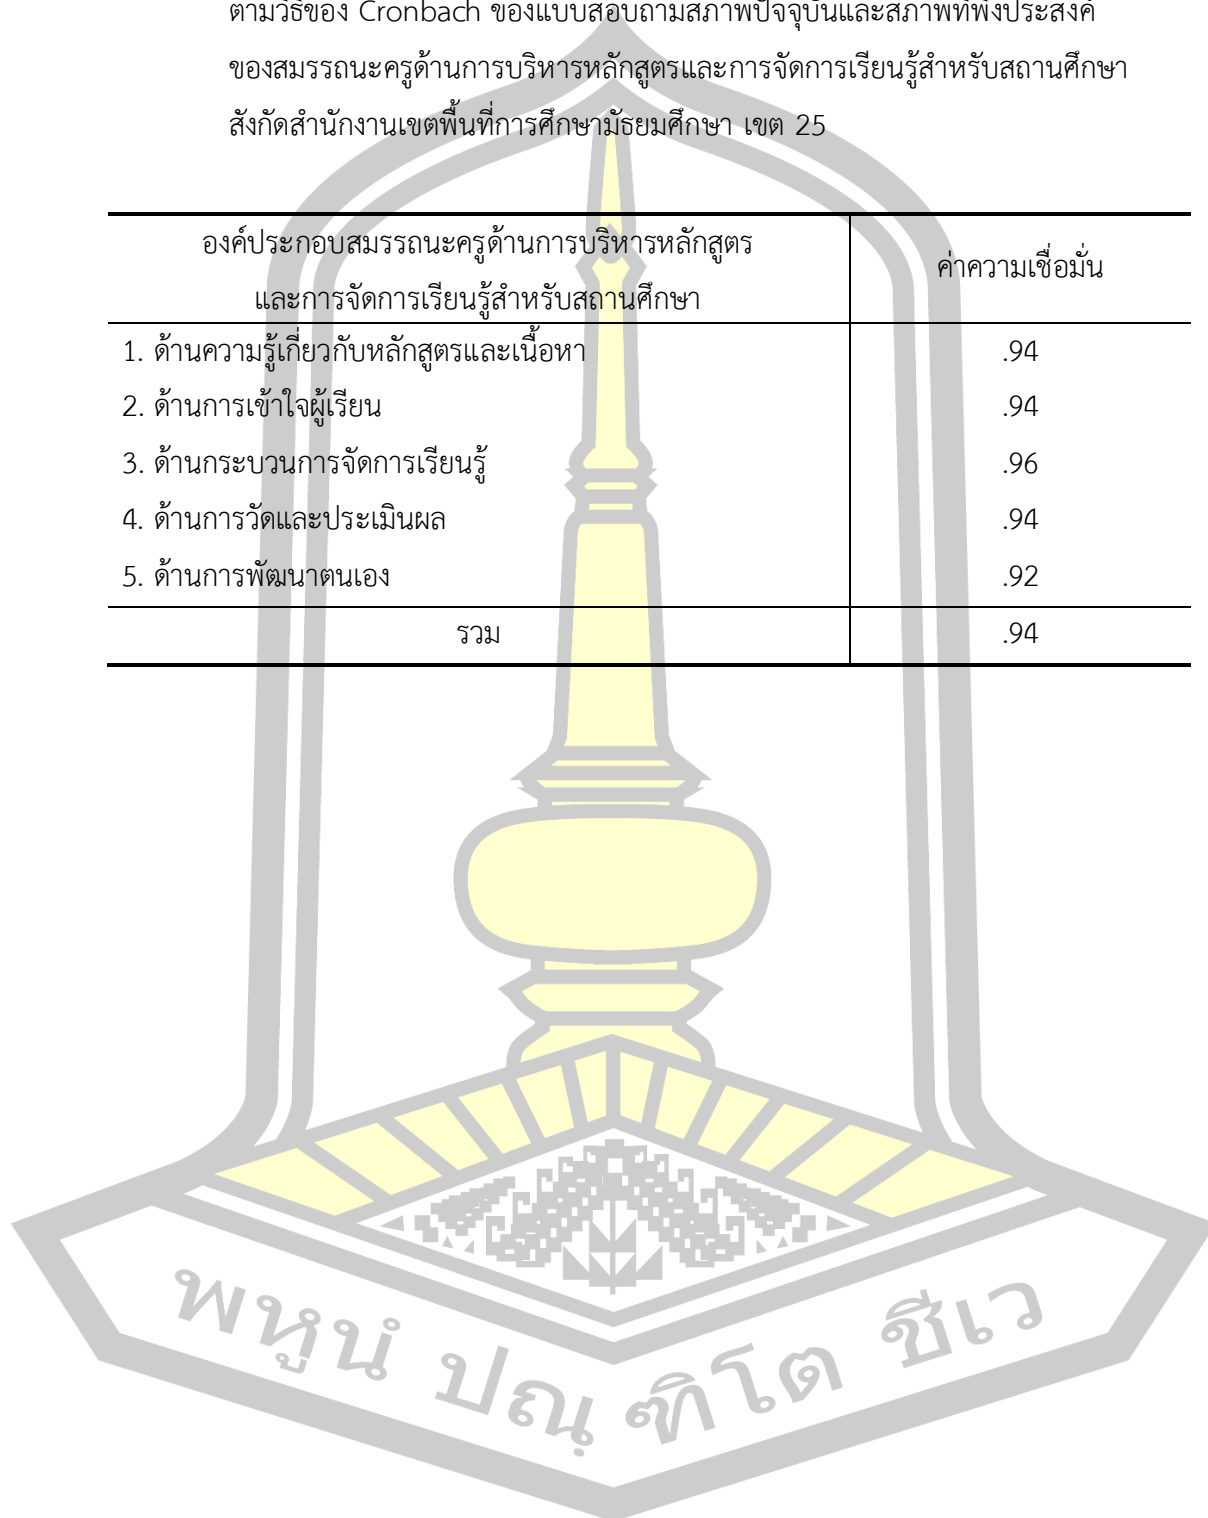 ตามวิธีของ Cronbach ของแบบสอบถามสภาพปัจจุบันและสภาพที่พึงประสงค์
ของสมรรถนะครูด้านการบริหารหลักสูตรและการจัดการเรียนรู้สำหรับสถานศึกษา
สังกัดสำนักงานเขตพื้นที่การศึกษามัธยมศึกษา เขต 25
องค์ประกอบสมรรถนะครูด้านการบริหารหลักสูตร
และการจัดการเรียนรู้สำหรับสถานศึกษา
ค่าความเชื่อมั่น
1. ด้านความรู้เกี่ยวกับหลักสูตรและเนื้อหา .94
2. ด้านการเข้าใจผู้เรียน .94
3. ด้านกระบวนการจัดการเรียนรู้ .96
4. ด้านการวัดและประเมินผล .94
5. ด้านการพัฒนาตนเอง .92
รวม .94
พหูนํ ปณฺฑิโต ชีเว